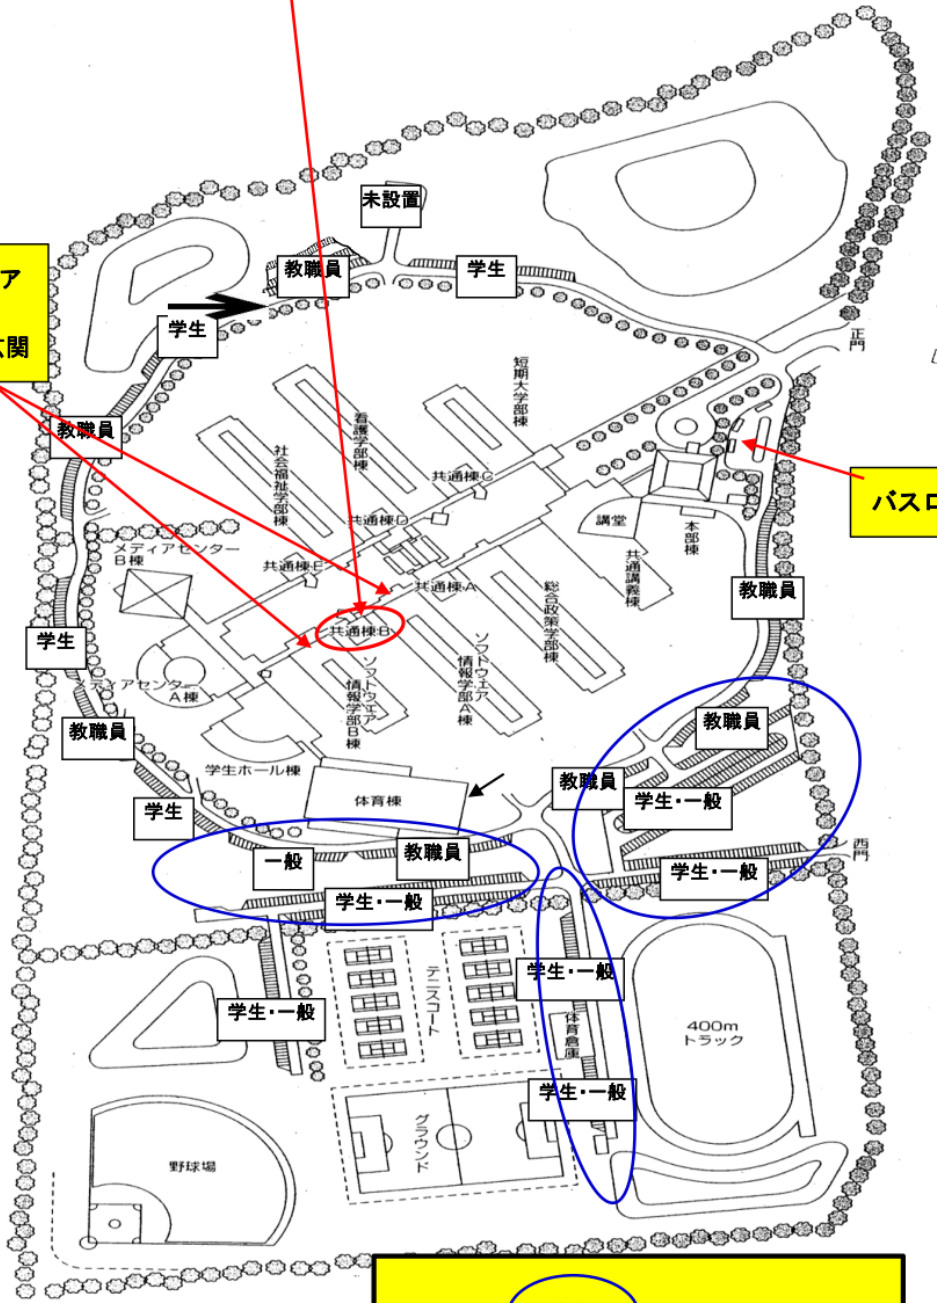 未設置
教職員
学生
ア
玄関
学生
正門
短期大学部棟
看護学部棟
教職員
社会福祉学部棟
共通棟C
バスロ
講堂
本部棟
共通棟D
メディアセンター
B棟
共通棟E
共通棟A
共通講義棟
総合政策学部棟
教職員
共通棟B
学生
ソフトウェア
情報学部A棟
ソフトウェア
情報学部B棟
メディアセンター
A棟
教職員
教職員
学生ホール棟
教職員
学生・一般
体育棟
学生
一般
教職員
西門
学生・一般
学生・一般
学生・一般
テニスコート
学生・一般
体育倉庫
400m
トラック
学生・一般
グラウンド
野球場